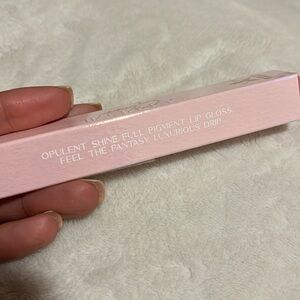 OPULENT SHINE FULL PIGMENT LIP GLOSS
FEEL THE FANTASY. LUXURIOUS DRIP.